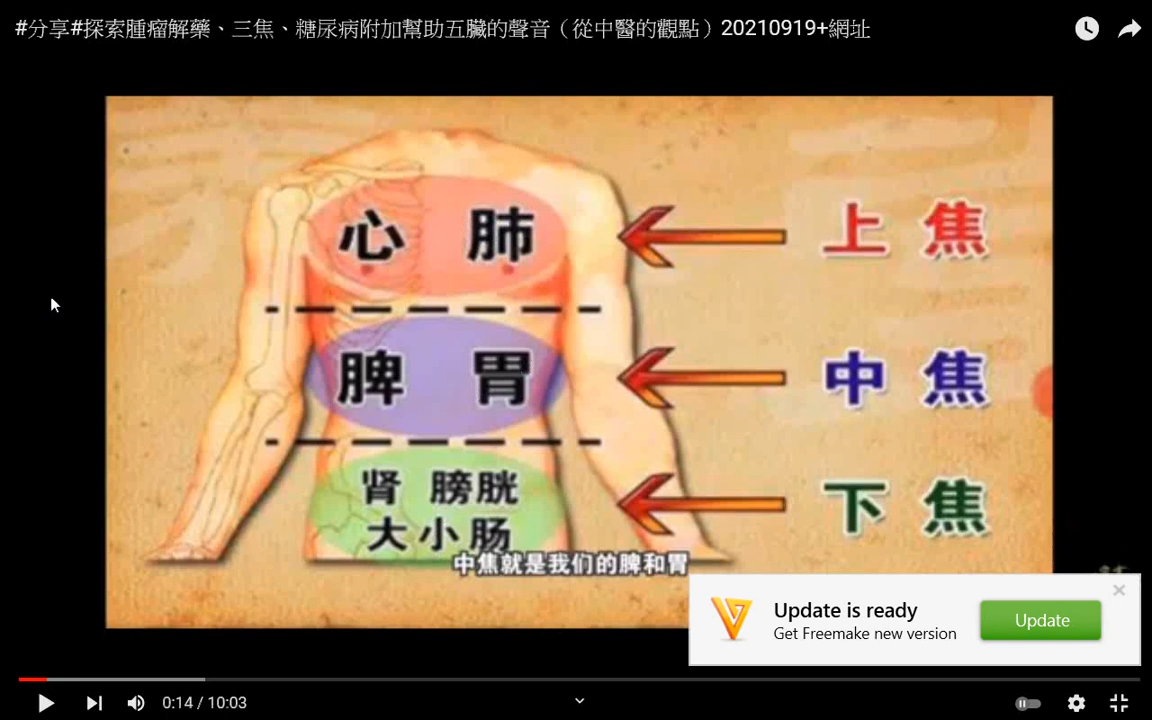 #分享#探索腫瘤解藥、三焦、糖尿病附加幫助五臟的聲音（從中醫的觀點）20210919+網址
心 肺
上 焦
脾 胃
中 焦
肾 膀胱
大 小 肠
下 焦
中焦就是我们的脾和胃
Update is ready
Get Freemake new version
Update
0:14 / 10:03